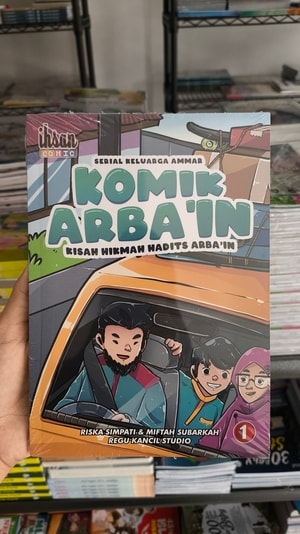 ihsan
COMIC
SERIAL KELUARGA AMMAR
KOMIK
ARBA'IN
KISAH HIKMAH HADITS ARBA'IN
RISKA SIMPATI & MIFTAH SUBARKAH
REGU KANCIL STUDIO
1